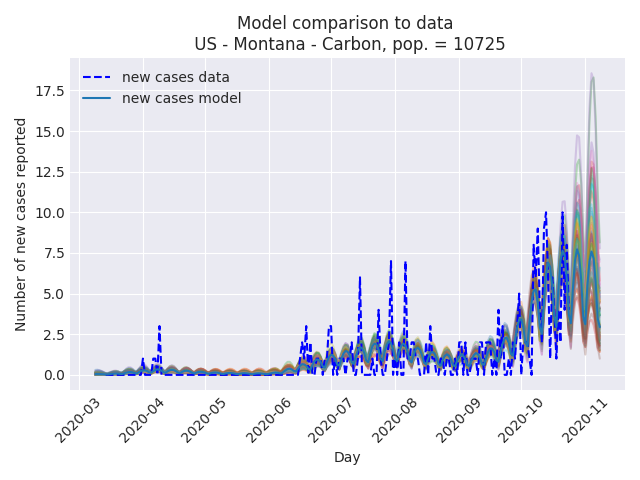 Model comparison to data
US - Montana - Carbon, pop. = 10725
new cases data
new cases model
Number of new cases reported
17.5
15.0
12.5
10.0
7.5
5.0
2.5
0.0
2020-03
2020-04
2020-05
2020-06
2020-07
2020-08
2020-09
2020-10
2020-11
Day